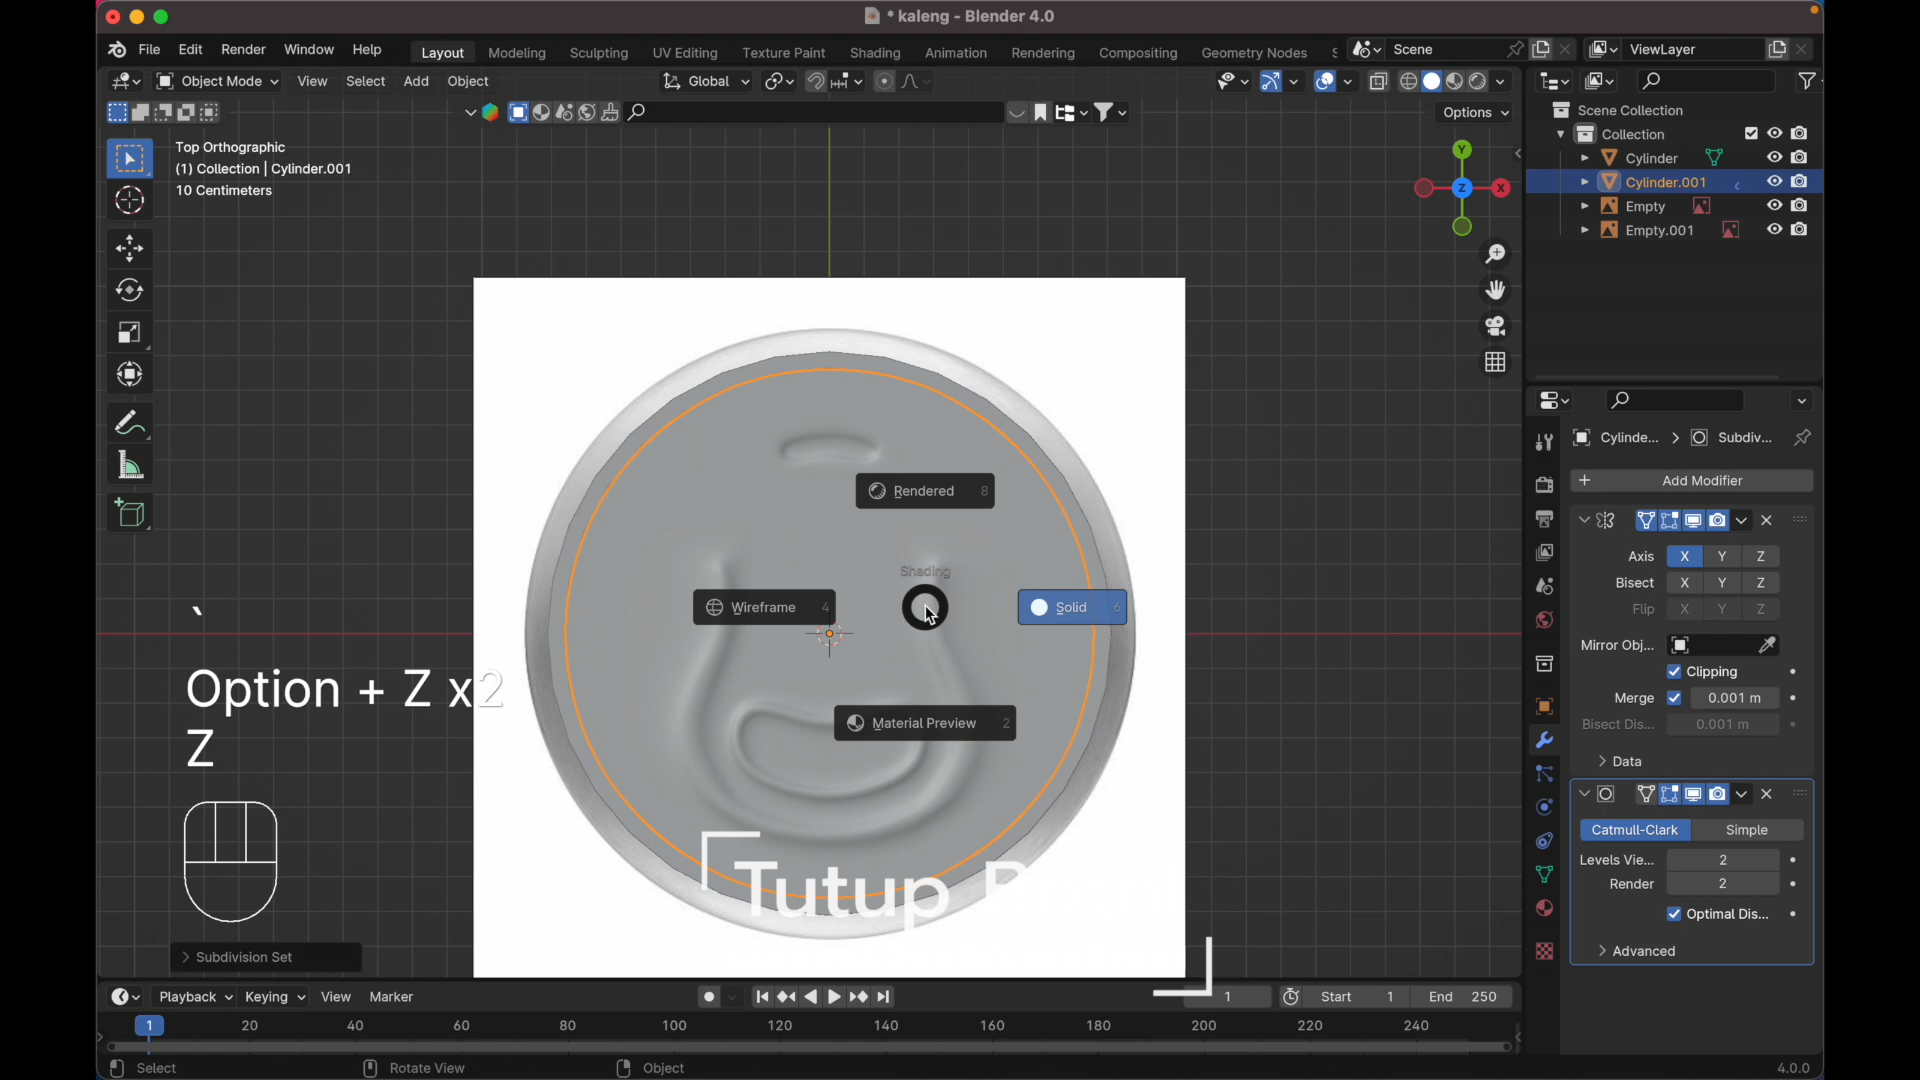 * kaleng - Blender 4.0
File Edit Render Window Help Layout Modeling Sculpting UV Editing Texture Paint Shading Animation Rendering Compositing Geometry Nodes Scene ViewLayer
Object Mode View Select Add Object Global
Options
Top Orthographic
(1) Collection | Cylinder.001
10 Centimeters
Y
Z
X
Scene Collection
Collection
Cylinder
Cylinder.001
Empty
Empty.001
Cylinde... Subdiv...
Add Modifier
Axis X Y Z
Bisect X Y Z
Flip X Y Z
Mirror Obj...
Clipping
Merge 0.001 m
Bisect Dis... 0.001 m
Data
Catmull-Clark Simple
Levels Vie... 2
Render 2
Optimal Dis...
Advanced
Rendered 8
Shading
Wireframe 4
Solid 6
Material Preview 2
`
Option + Z x2
Z
Tutup
Subdivision Set
Playback Keying View Marker
1 Start 1 End 250
1 20 40 60 80 100 120 140 160 180 200 220 240
Select Rotate View Object 4.0.0